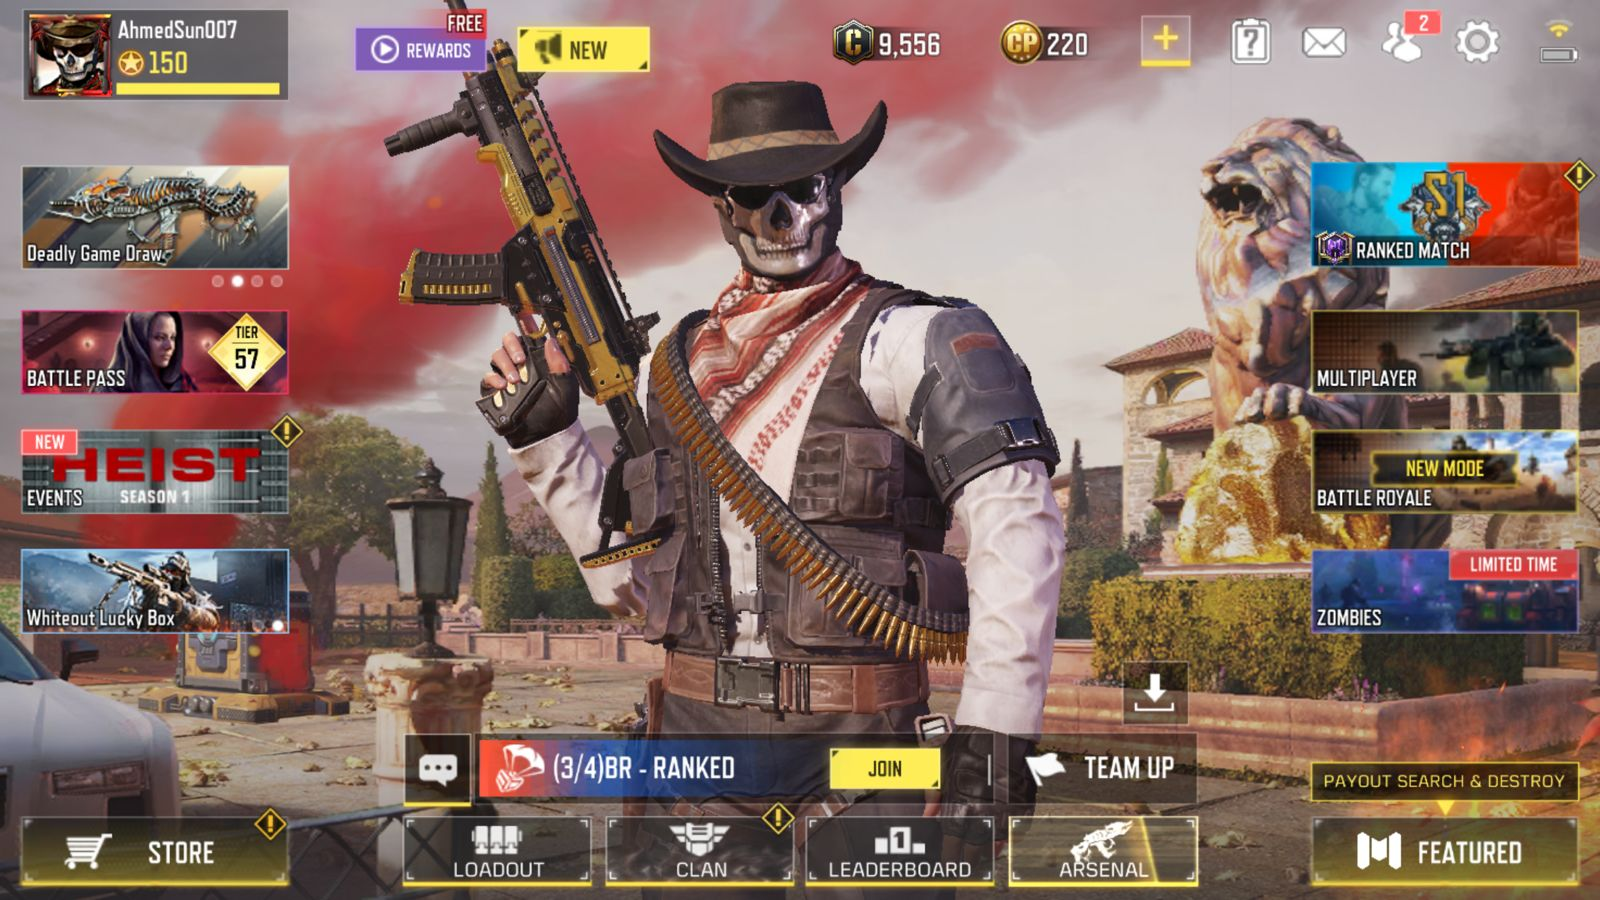 AhmedSun007
150
FREE
REWARDS
NEW
C
9,556
CP
220
+
?
2
Deadly Game Draw
TIER
57
BATTLE PASS
NEW
HEIST
SEASON 1
EVENTS
Whiteout Lucky Box
S1
RANKED MATCH
MULTIPLAYER
NEW MODE
BATTLE ROYALE
LIMITED TIME
ZOMBIES
(3/4)BR - RANKED
JOIN
TEAM UP
PAYOUT SEARCH & DESTROY
STORE
LOADOUT
CLAN
1
LEADERBOARD
ARSENAL
FEATURED